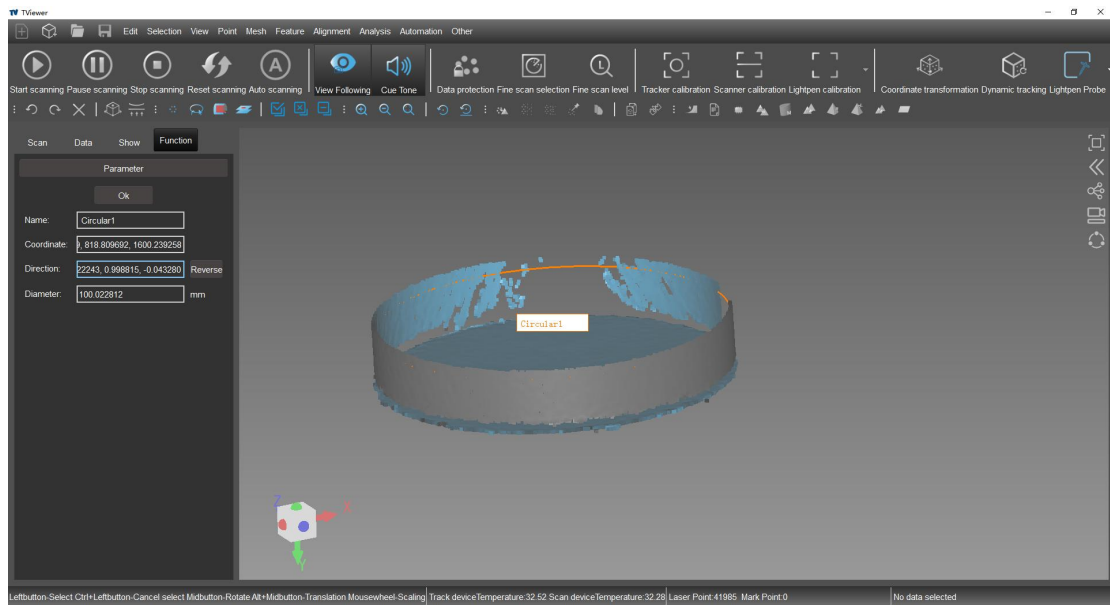 TViewer
Edit Selection View Point Mesh Feature Alignment Analysis Automation Other
Start scanning Pause scanning Stop scanning Reset scanning Auto scanning View Following Cue Tone Data protection Fine scan selection Fine scan level Tracker calibration Scanner calibration Lightpen calibration Coordinate transformation Dynamic tracking Lightpen Probe
Scan Data Show Function
Parameter
Ok
Name: Circular1
Coordinate: , 818.809692, 1600.239258
Direction: 22243, 0.998815, -0.043280 Reverse
Diameter: 100.022812 mm
Circular1
Z X
Y
Leftbutton-Select Ctrl+Leftbutton-Cancel select Midbutton-Rotate Alt+Midbutton-Translation Mousewheel-Scaling Track deviceTemperature:32.52 Scan deviceTemperature:32.28 Laser Point:41985 Mark Point:0 No data selected